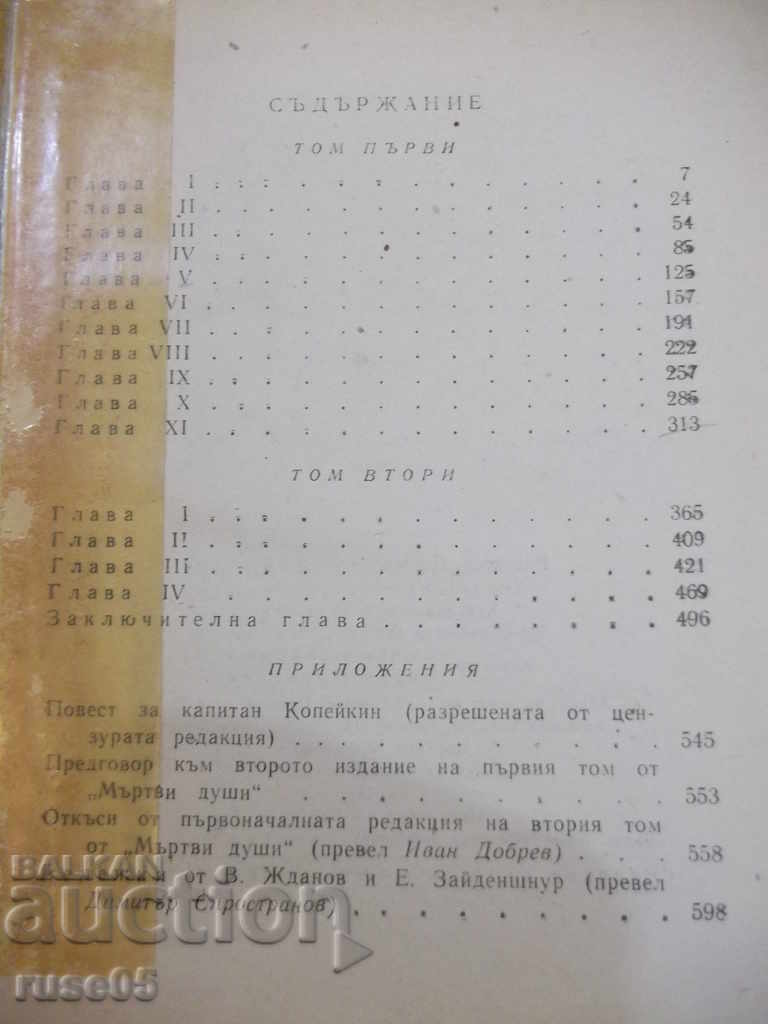 СЪДЪРЖАНИЕ
ТОМ ПЪРВИ
Глава I 7
Глава II 24
Глава III 54
Глава IV 85
Глава V 125
Глава VI 157
Глава VII 191
Глава VIII 222
Глава IX 257
Глава X 285
Глава XI 313
ТОМ ВТОРИ
Глава I 365
Глава II 409
Глава III 421
Глава IV 469
Заключителна глава 496
ПРИЛОЖЕНИЯ
Повест за капитан Копейкин (разрешената от цен-
зурата редакция) 545
Предговор към второто издание на първия том от
„Мъртви души“ 553
Откъси от първоначалната редакция на втория том
от „Мъртви души“ (превел Иван Добрев) 558
от В. Жданов и Е. Зайденшнур (превел
Димитър Спространов) 598
BALKAN
auction
ruse05